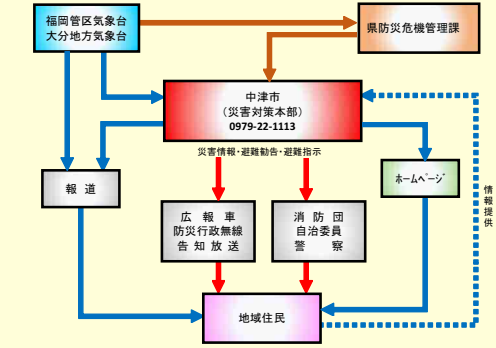 福岡管区気象台
大分地方気象台
県防災危機管理課
中津市
（災害対策本部）
0979-22-1113
災害情報・避難勧告・避難指示
報 道
ホームページ
広 報 車
防災行政無線
告 知 放 送
消 防 団
自治委員
警 察
情報提供
地域住民